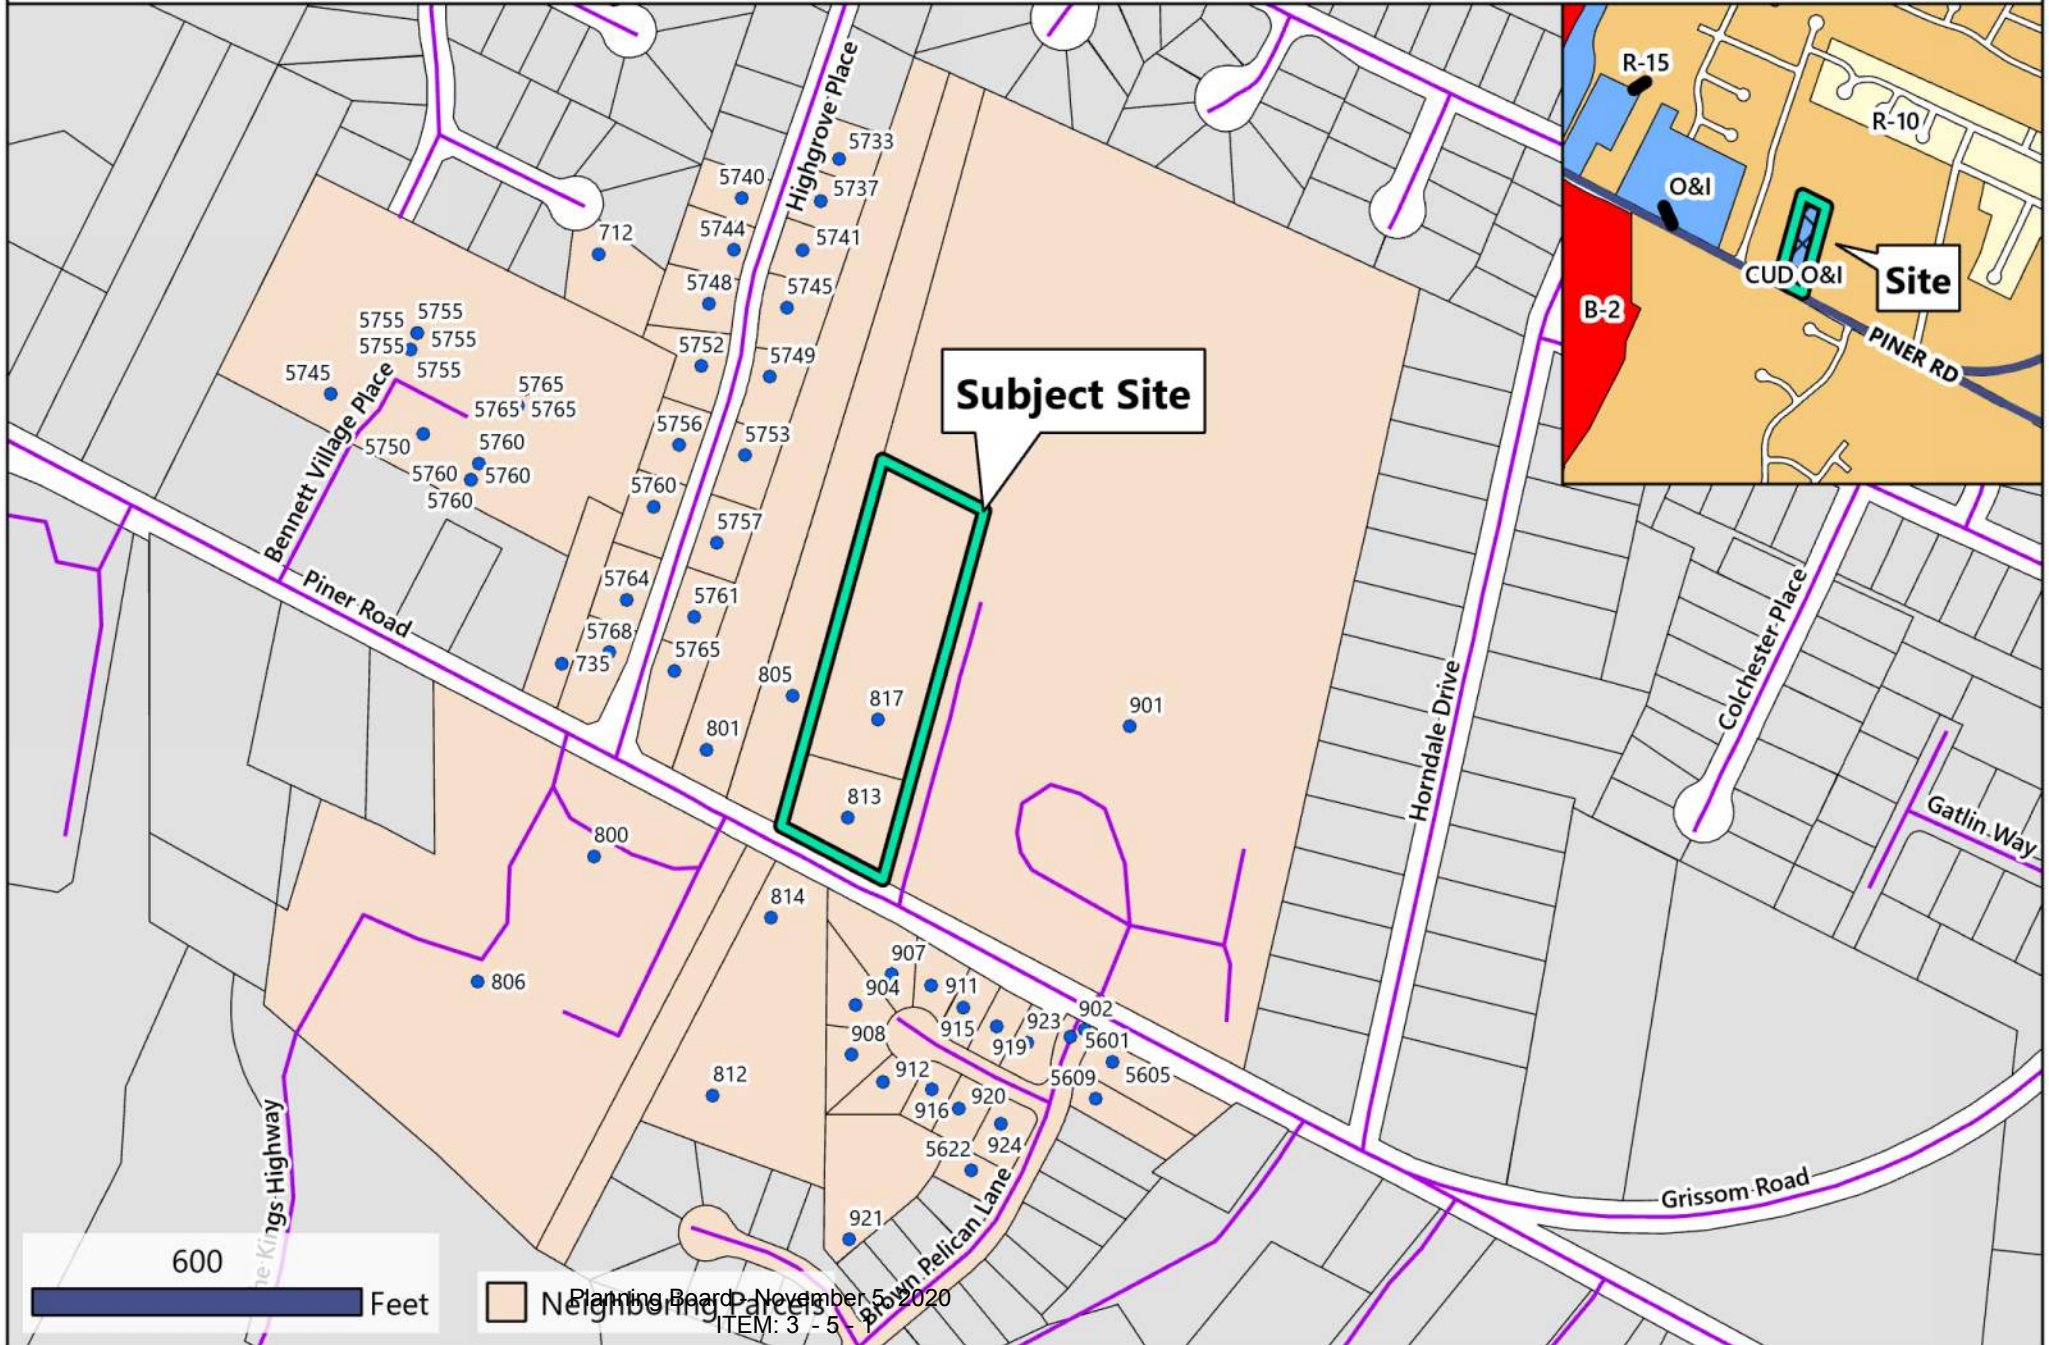 Highgrove Place
5733
5740
5737
5744
5741
712
5748
5745
5755
5755
5755
5755
5755
5752
5749
5745
5765
5765
5765
5750
5760
5760
5760
5760
5756
5753
5760
5757
Bennett Village Place
Piner Road
5764
5761
5768
735
5765
805
801
817
813
901
Subject Site
R-15
R-10
O&I
CUD O&I
Site
B-2
PINER RD
Horndale Drive
Colchester Place
Gatlin Way
800
806
814
812
907
904
911
908
915
919
923
902
5601
5605
5609
912
916
920
924
5622
921
Brown Pelican Lane
Grissom Road
Kings Highway
600
Feet
Neighboring Parcels
Planning Board - November 5, 2020
ITEM: 3 - 5 - 1